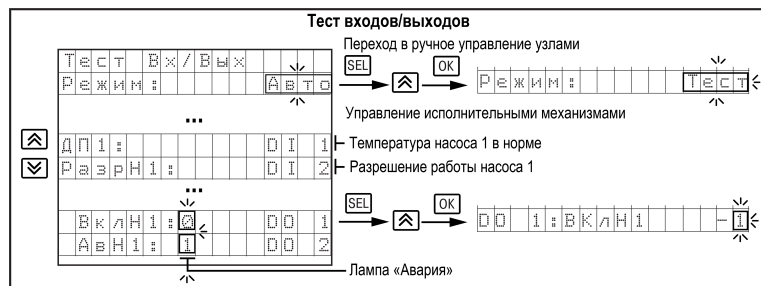 Тест входов/выходов
Переход в ручное управление узлами
Тест Вх/Вых
SEL OK
Режим: Авто
Режим: Тест
Управление исполнительными механизмами
...
ДП1: DI 1
Температура насоса 1 в норме
РазрН1: DI 2
Разрешение работы насоса 1
...
SEL OK
ВклН1:0 DO 1
DO 1:ВКлН1 -1
АвН1: 1 DO 2
Лампа «Авария»